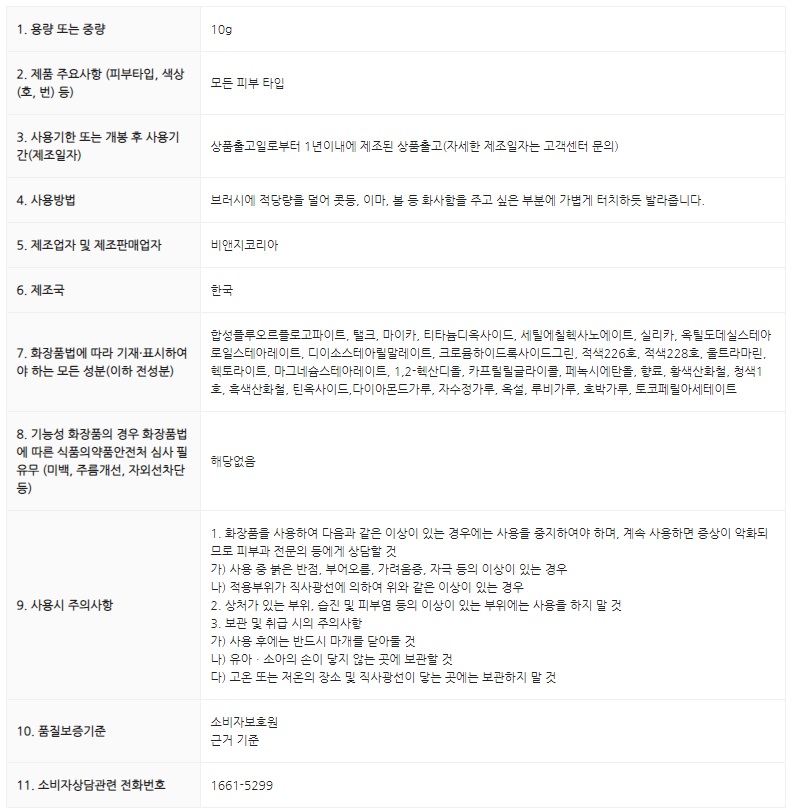 1. 용량 또는 중량
10g
2. 제품 주요사항 (피부타입, 색상
(호, 번) 등)
모든 피부 타입
3. 사용기한 또는 개봉 후 사용기
간(제조일자)
상품출고일로부터 1년이내에 제조된 상품출고(자세한 제조일자는 고객센터 문의)
4. 사용방법
브러시에 적당량을 덜어 콧등, 이마, 볼 등 화사함을 주고 싶은 부분에 가볍게 터치하듯 발라줍니다.
5. 제조업자 및 제조판매업자
비앤지코리아
6. 제조국
한국
7. 화장품법에 따라 기재·표시하여
야 하는 모든 성분(이하 전성분)
합성플루오르플로고파이트, 탤크, 마이카, 티타늄디옥사이드, 세틸에칠헥사노에이트, 실리카, 옥틸도데실스테아
로일스테아레이트, 디이소스테아릴말레이트, 크로뮴하이드록사이드그린, 적색226호, 적색228호, 울트라마린,
헥토라이트, 마그네슘스테아레이트, 1,2-헥산디올, 카프릴릴글라이콜, 페녹시에탄올, 향료, 황색산화철, 청색1
호, 흑색산화철, 틴옥사이드,다이아몬드가루, 자수정가루, 옥설, 루비가루, 호박가루, 토코페릴아세테이트
8. 기능성 화장품의 경우 화장품법
에 따른 식품의약품안전처 심사 필
유무 (미백, 주름개선, 자외선차단
등)
해당없음
9. 사용시 주의사항
1. 화장품을 사용하여 다음과 같은 이상이 있는 경우에는 사용을 중지하여야 하며, 계속 사용하면 증상이 악화되
므로 피부과 전문의 등에게 상담할 것
가) 사용 중 붉은 반점, 부어오름, 가려움증, 자극 등의 이상이 있는 경우
나) 적용부위가 직사광선에 의하여 위와 같은 이상이 있는 경우
2. 상처가 있는 부위, 습진 및 피부염 등의 이상이 있는 부위에는 사용을 하지 말 것
3. 보관 및 취급 시의 주의사항
가) 사용 후에는 반드시 마개를 닫아둘 것
나) 유아 · 소아의 손이 닿지 않는 곳에 보관할 것
다) 고온 또는 저온의 장소 및 직사광선이 닿는 곳에는 보관하지 말 것
10. 품질보증기준
소비자보호원
근거 기준
11. 소비자상담관련 전화번호
1661-5299